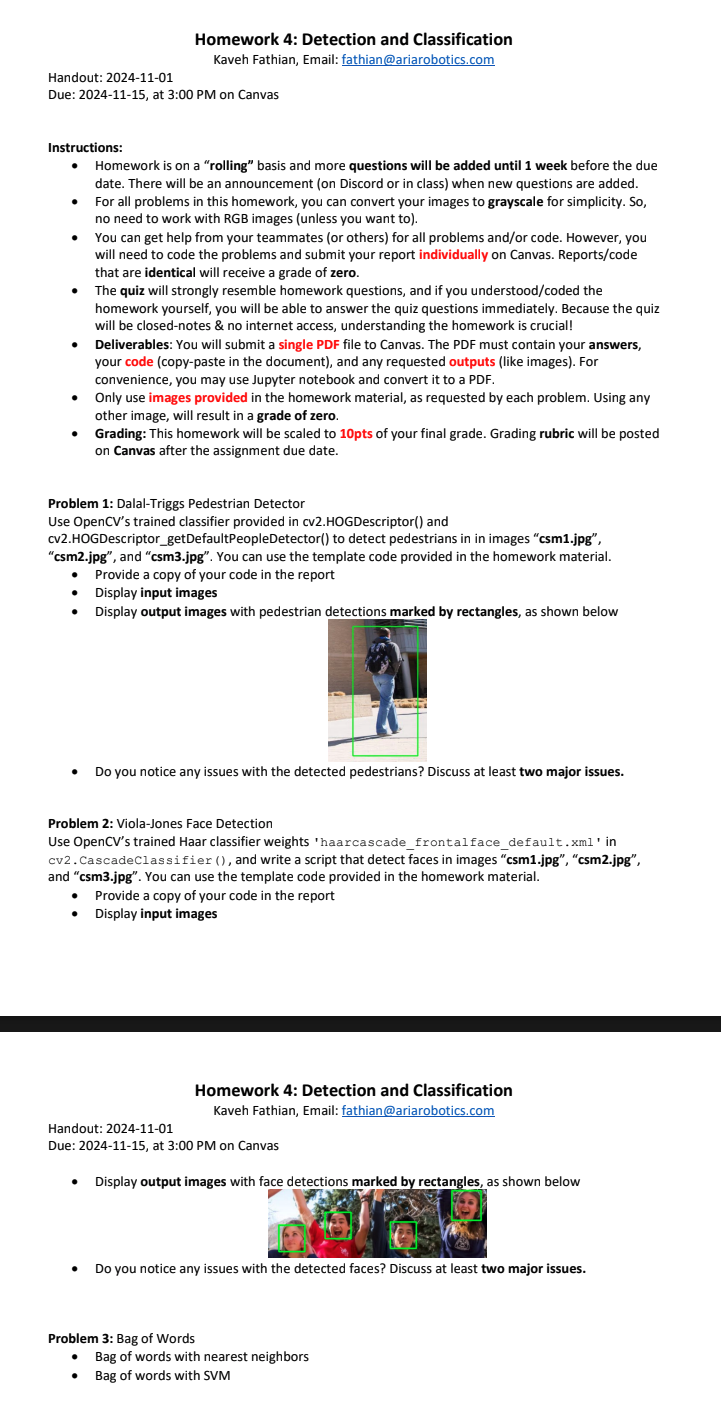 Homework 4: Detection and Classification
Kaveh Fathian, Email: fathian@ariarobotics.com
Handout: 2024-11-01
Due: 2024-11-15, at 3:00 PM on Canvas
Instructions:
• Homework is on a “rolling” basis and more questions will be added until 1 week before the due
date. There will be an announcement (on Discord or in class) when new questions are added.
• For all problems in this homework, you can convert your images to grayscale for simplicity. So,
no need to work with RGB images (unless you want to).
• You can get help from your teammates (or others) for all problems and/or code. However, you
will need to code the problems and submit your report individually on Canvas. Reports/code
that are identical will receive a grade of zero.
• The quiz will strongly resemble homework questions, and if you understood/coded the
homework yourself, you will be able to answer the quiz questions immediately. Because the quiz
will be closed-notes & no internet access, understanding the homework is crucial!
• Deliverables: You will submit a single PDF file to Canvas. The PDF must contain your answers,
your code (copy-paste in the document), and any requested outputs (like images). For
convenience, you may use Jupyter notebook and convert it to a PDF.
• Only use images provided in the homework material, as requested by each problem. Using any
other image, will result in a grade of zero.
• Grading: This homework will be scaled to 10pts of your final grade. Grading rubric will be posted
on Canvas after the assignment due date.
Problem 1: Dalal-Triggs Pedestrian Detector
Use OpenCV’s trained classifier provided in cv2.HOGDescriptor() and
cv2.HOGDescriptor_getDefaultPeopleDetector() to detect pedestrians in in images “csm1.jpg”,
“csm2.jpg”, and “csm3.jpg”. You can use the template code provided in the homework material.
• Provide a copy of your code in the report
• Display input images
• Display output images with pedestrian detections marked by rectangles, as shown below
• Do you notice any issues with the detected pedestrians? Discuss at least two major issues.
Problem 2: Viola-Jones Face Detection
Use OpenCV’s trained Haar classifier weights 'haarcascade_frontalface_default.xml' in
cv2.CascadeClassifier(), and write a script that detect faces in images “csm1.jpg”, “csm2.jpg”,
and “csm3.jpg”. You can use the template code provided in the homework material.
• Provide a copy of your code in the report
• Display input images
Homework 4: Detection and Classification
Kaveh Fathian, Email: fathian@ariarobotics.com
Handout: 2024-11-01
Due: 2024-11-15, at 3:00 PM on Canvas
• Display output images with face detections marked by rectangles, as shown below
• Do you notice any issues with the detected faces? Discuss at least two major issues.
Problem 3: Bag of Words
• Bag of words with nearest neighbors
• Bag of words with SVM